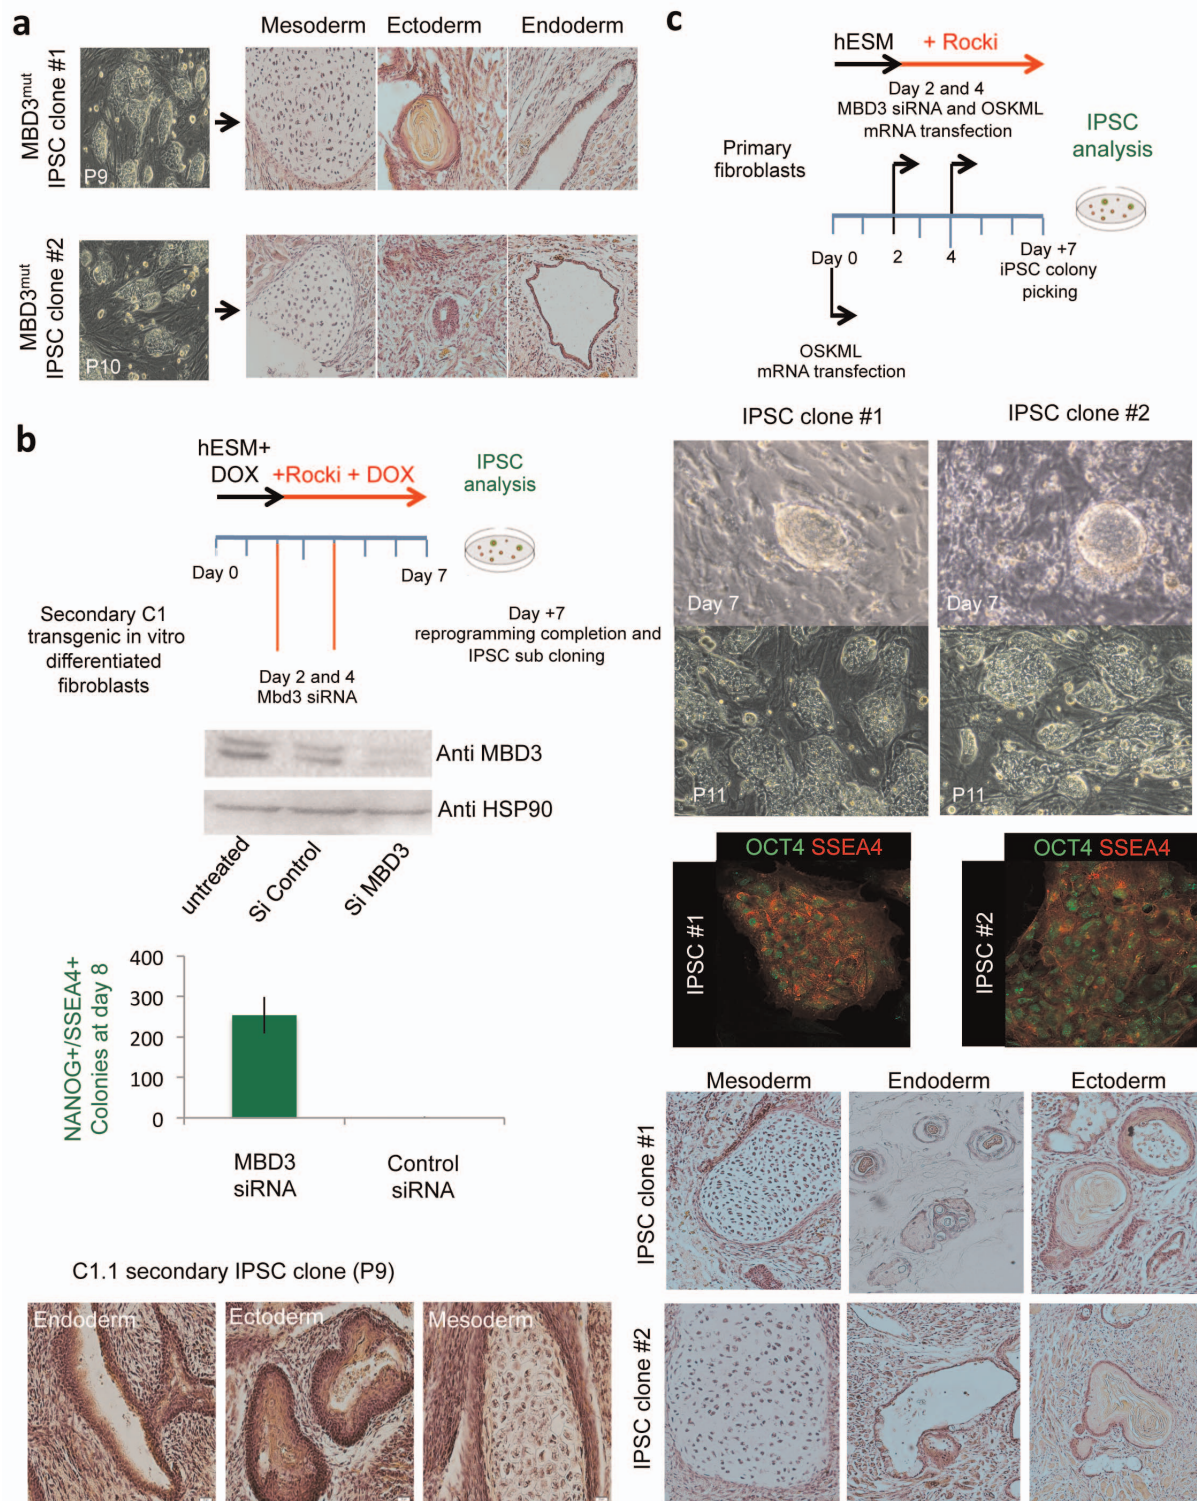 a
Mesoderm
Ectoderm
Endoderm
MBD3mut
IPSC clone #1
P9
MBD3mut
IPSC clone #2
P10
b
hESM+
DOX
+Rocki + DOX
IPSC
analysis
Day 0
Day 7
Secondary C1
transgenic in vitro
differentiated
fibroblasts
Day 2 and 4
Mbd3 siRNA
Day +7
reprogramming completion and
IPSC sub cloning
Anti MBD3
Anti HSP90
untreated
Si Control
Si MBD3
NANOG+/SSEA4+
Colonies at day 8
400
300
200
100
0
MBD3
siRNA
Control
siRNA
C1.1 secondary IPSC clone (P9)
Endoderm
Ectoderm
Mesoderm
c
hESM
+ Rocki
Day 2 and 4
MBD3 siRNA and OSKML
mRNA transfection
Primary
fibroblasts
IPSC
analysis
Day 0
2
4
Day +7
iPSC colony
picking
OSKML
mRNA transfection
IPSC clone #1
IPSC clone #2
Day 7
Day 7
P11
P11
OCT4 SSEA4
OCT4 SSEA4
IPSC #1
IPSC #2
Mesoderm
Endoderm
Ectoderm
IPSC clone #1
IPSC clone #2